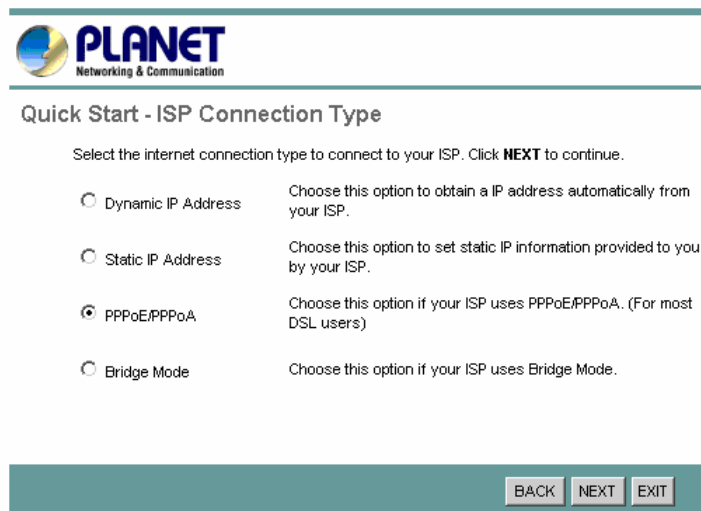 PLANET
Networking & Communication
Quick Start - ISP Connection Type
Select the internet connection type to connect to your ISP. Click NEXT to continue.
Dynamic IP Address
Choose this option to obtain a IP address automatically from
your ISP.
Static IP Address
Choose this option to set static IP information provided to you
by your ISP.
PPPoE/PPPoA
Choose this option if your ISP uses PPPoE/PPPoA. (For most
DSL users)
Bridge Mode
Choose this option if your ISP uses Bridge Mode.
BACK NEXT EXIT